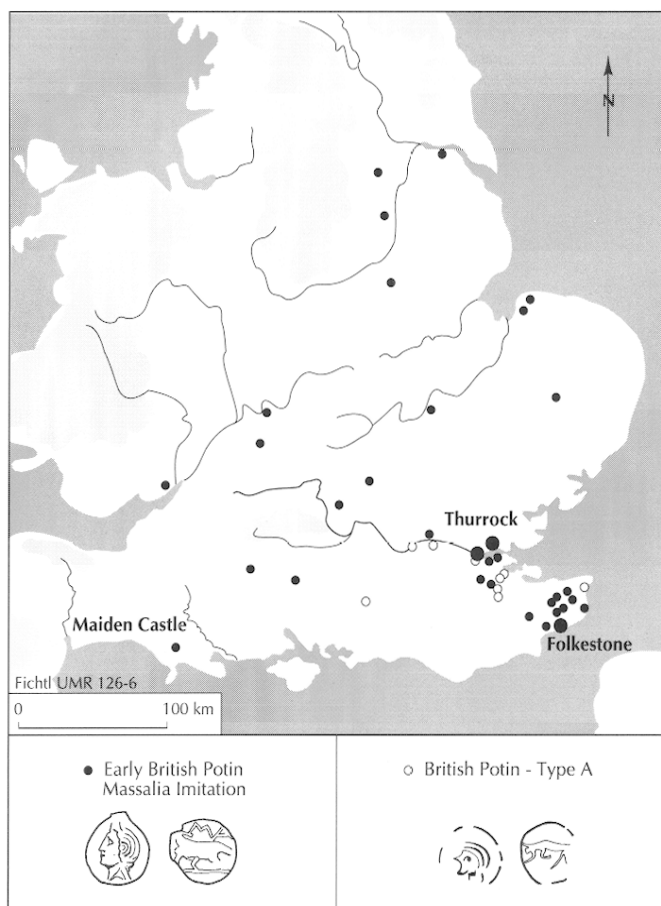 N
Thurrock
Maiden Castle
Folkestone
Fichtl UMR 126-6
0 100 km
Early British Potin
Massalia Imitation
British Potin - Type A